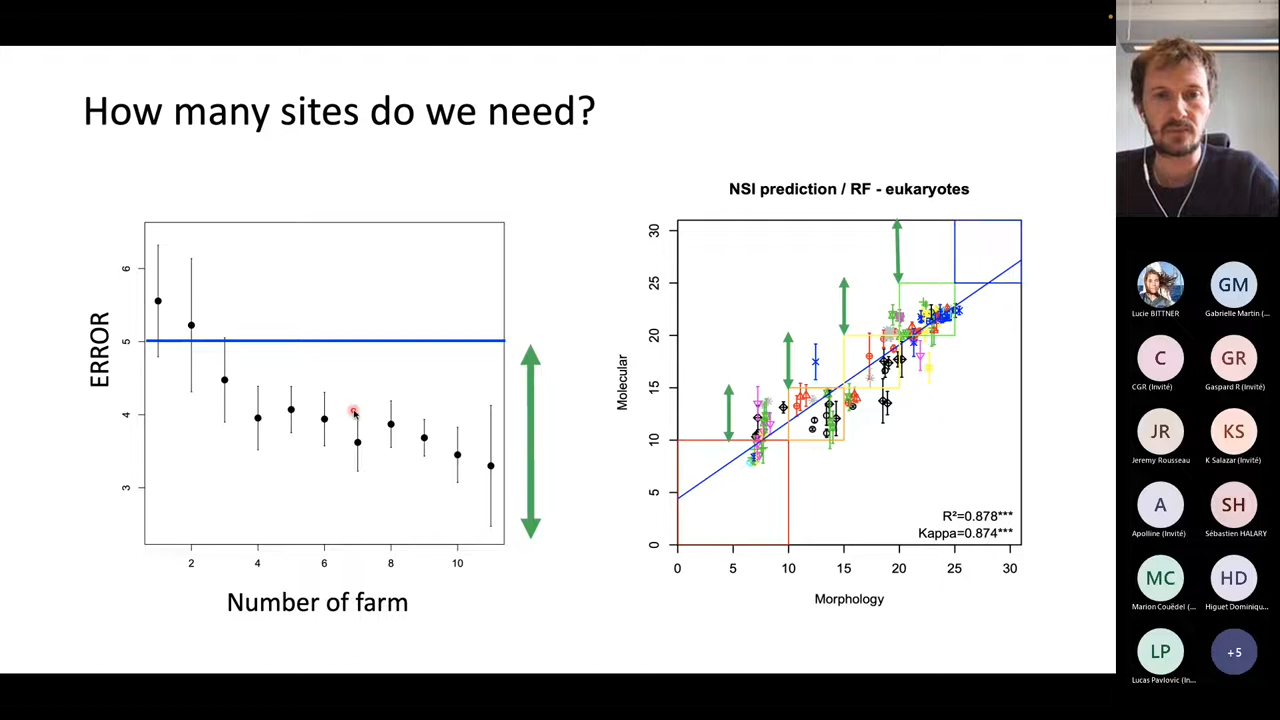 How many sites do we need?
ERROR
6
5
4
3
2
4
6
8
10
Number of farm
NSI prediction / RF - eukaryotes
Molecular
30
25
20
15
10
5
0
R²=0.878***
Kappa=0.874***
0
5
10
15
20
25
30
Morphology
Lucie BITTNER
GM
Gabrielle Martin (...
C
CGR (Invité)
GR
Gaspard R (Invité)
JR
Jeremy Rousseau
KS
K Salazar (Invité)
A
Apolline (Invité)
SH
Sébastien HALARY
MC
Marion Couëdel (...
HD
Higuet Dominiqu...
LP
Lucas Pavlovic (In...
+5